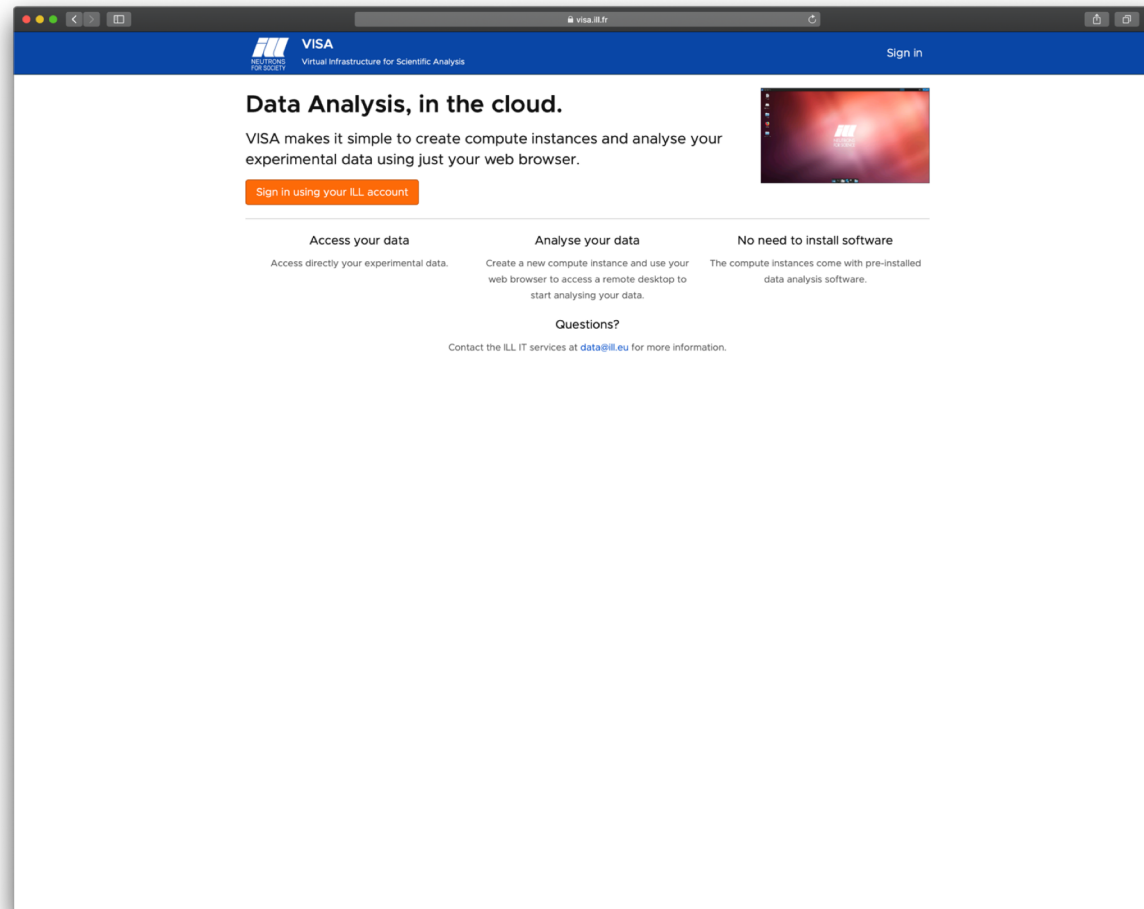 visa.ill.fr
ill
NEUTRONS
FOR SOCIETY
VISA
Virtual Infrastructure for Scientific Analysis
Sign in
Data Analysis, in the cloud.
VISA makes it simple to create compute instances and analyse your
experimental data using just your web browser.
Sign in using your ILL account
ill
NEUTRONS
FOR SCIENCE
Access your data
Access directly your experimental data.
Analyse your data
Create a new compute instance and use your
web browser to access a remote desktop to
start analysing your data.
No need to install software
The compute instances come with pre-installed
data analysis software.
Questions?
Contact the ILL IT services at data@ill.eu for more information.